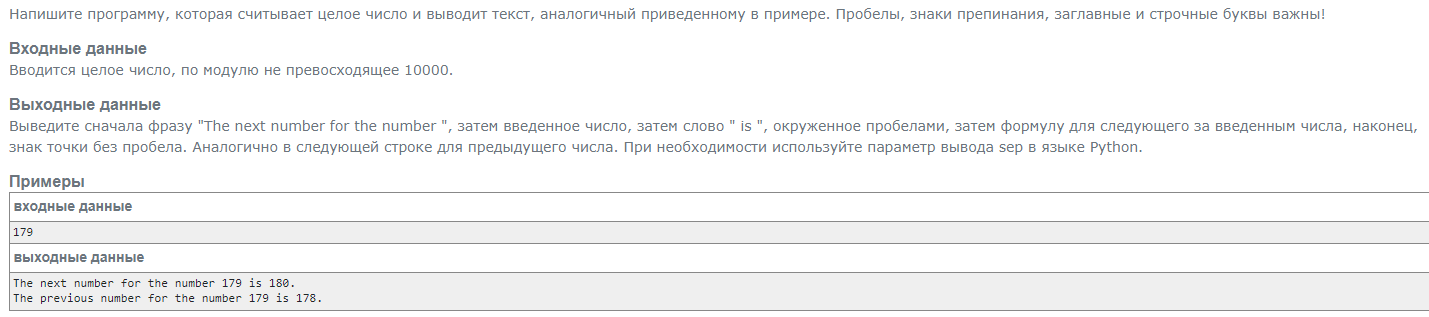 Напишите программу, которая считывает целое число и выводит текст, аналогичный приведенному в примере. Пробелы, знаки препинания, заглавные и строчные буквы важны!
Входные данные
Вводится целое число, по модулю не превосходящее 10000.
Выходные данные
Выведите сначала фразу "The next number for the number ", затем введенное число, затем слово " is ", окруженное пробелами, затем формулу для следующего за введенным числа, наконец,
знак точки без пробела. Аналогично в следующей строке для предыдущего числа. При необходимости используйте параметр вывода sep в языке Python.
Примеры
входные данные
179
выходные данные
The next number for the number 179 is 180.
The previous number for the number 179 is 178.